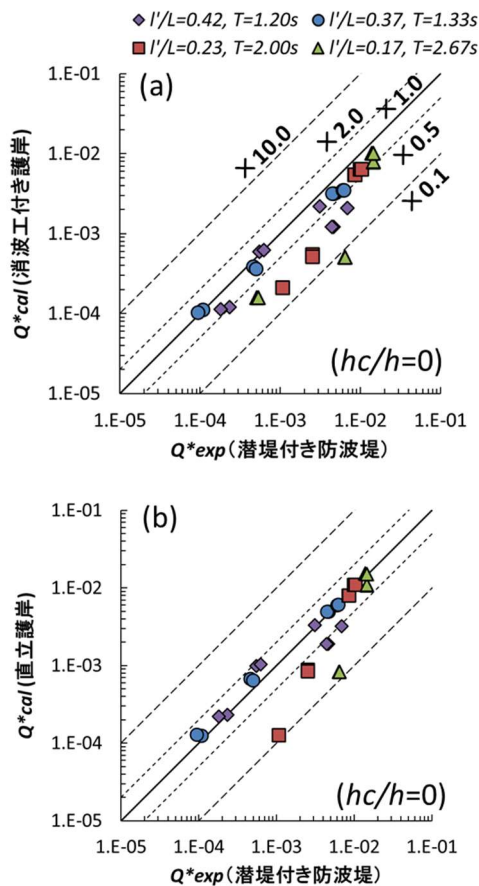 l'/L=0.42, T=1.20s l'/L=0.37, T=1.33s
l'/L=0.23, T=2.00s l'/L=0.17, T=2.67s
(a)
×10.0
×2.0
×1.0
×0.5
×0.1
1.E-01
1.E-02
1.E-03
1.E-04
1.E-05
Q*cal(消波工付き護岸)
(hc/h=0)
1.E-05 1.E-04 1.E-03 1.E-02 1.E-01
Q*exp(潜堤付き防波堤)
(b)
1.E-01
1.E-02
1.E-03
1.E-04
1.E-05
Q*cal(直立護岸)
(hc/h=0)
1.E-05 1.E-04 1.E-03 1.E-02 1.E-01
Q*exp(潜堤付き防波堤)